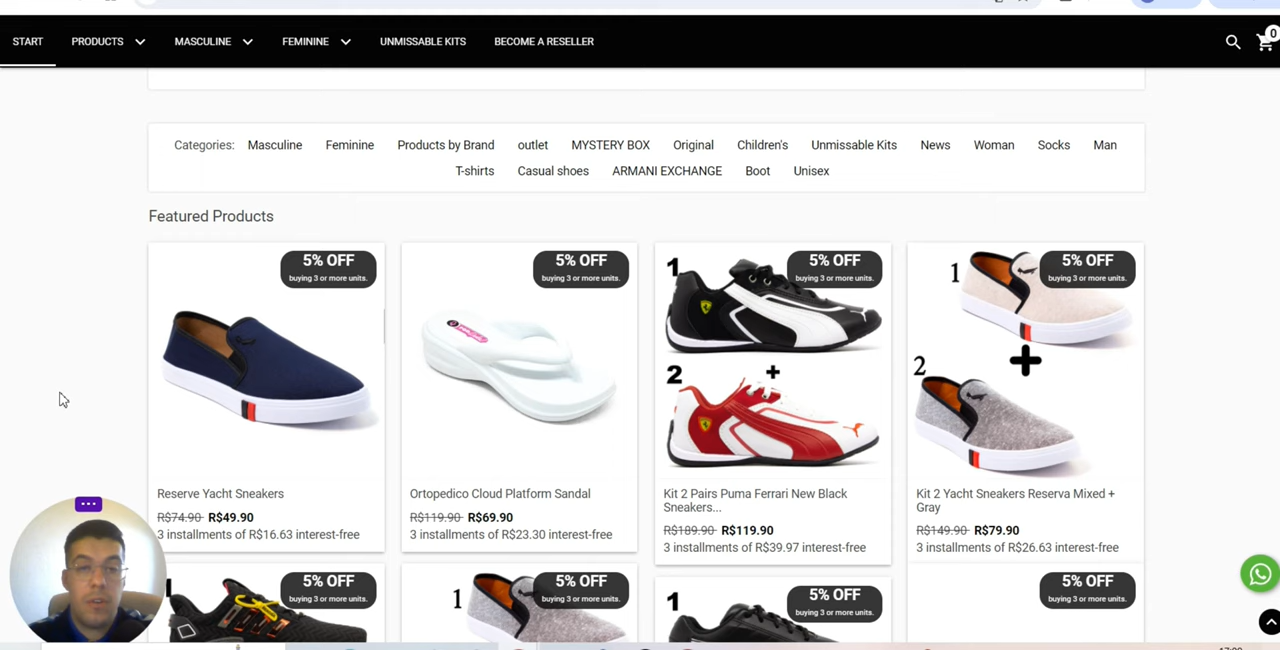 START PRODUCTS MASCULINE FEMININE UNMISSABLE KITS BECOME A RESELLER 0
Categories: Masculine Feminine Products by Brand outlet MYSTERY BOX Original Children's Unmissable Kits News Woman Socks Man
T-shirts Casual shoes ARMANI EXCHANGE Boot Unisex
Featured Products
5% OFF
buying 3 or more units.
Reserve Yacht Sneakers
R$74.90 R$49.90
3 installments of R$16.63 interest-free
5% OFF
buying 3 or more units.
Ortopedico Cloud Platform Sandal
R$119.90 R$69.90
3 installments of R$23.30 interest-free
1
5% OFF
buying 3 or more units.
2 +
Kit 2 Pairs Puma Ferrari New Black
Sneakers...
R$189.90 R$119.90
3 installments of R$39.97 interest-free
1
5% OFF
buying 3 or more units.
2 +
Kit 2 Yacht Sneakers Reserva Mixed +
Gray
R$149.90 R$79.90
3 installments of R$26.63 interest-free
1
5% OFF
buying 3 or more units.
1
5% OFF
buying 3 or more units.
1
5% OFF
buying 3 or more units.
5% OFF
buying 3 or more units.